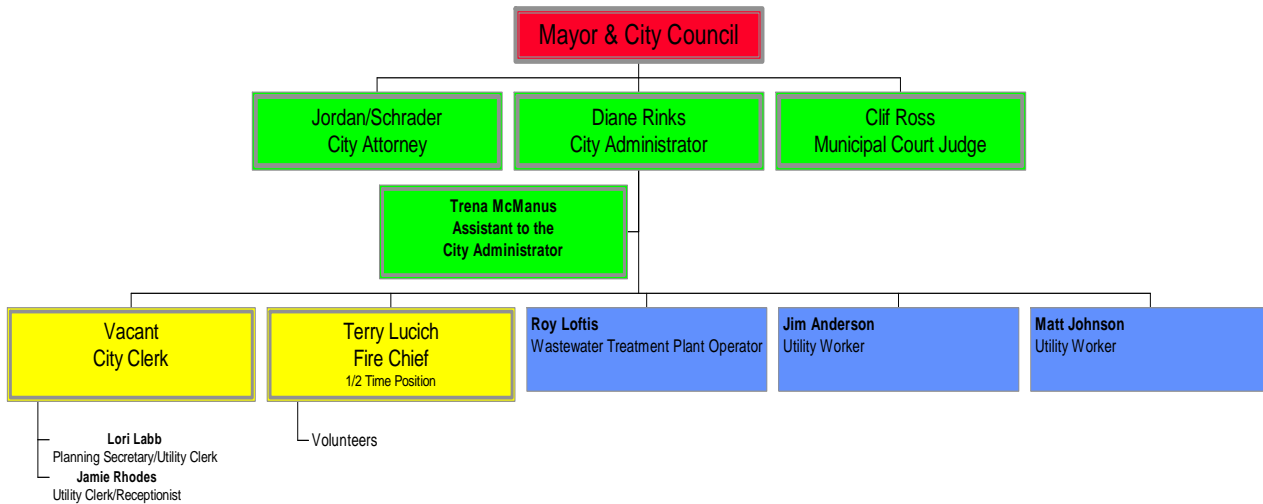 Mayor & City Council
Jordan/Schrader
City Attorney
Diane Rinks
City Administrator
Clif Ross
Municipal Court Judge
Trena McManus
Assistant to the
City Administrator
Vacant
City Clerk
Terry Lucich
Fire Chief
1/2 Time Position
Roy Loftis
Wastewater Treatment Plant Operator
Jim Anderson
Utility Worker
Matt Johnson
Utility Worker
Lori Labb
Planning Secretary/Utility Clerk
Jamie Rhodes
Utility Clerk/Receptionist
Volunteers